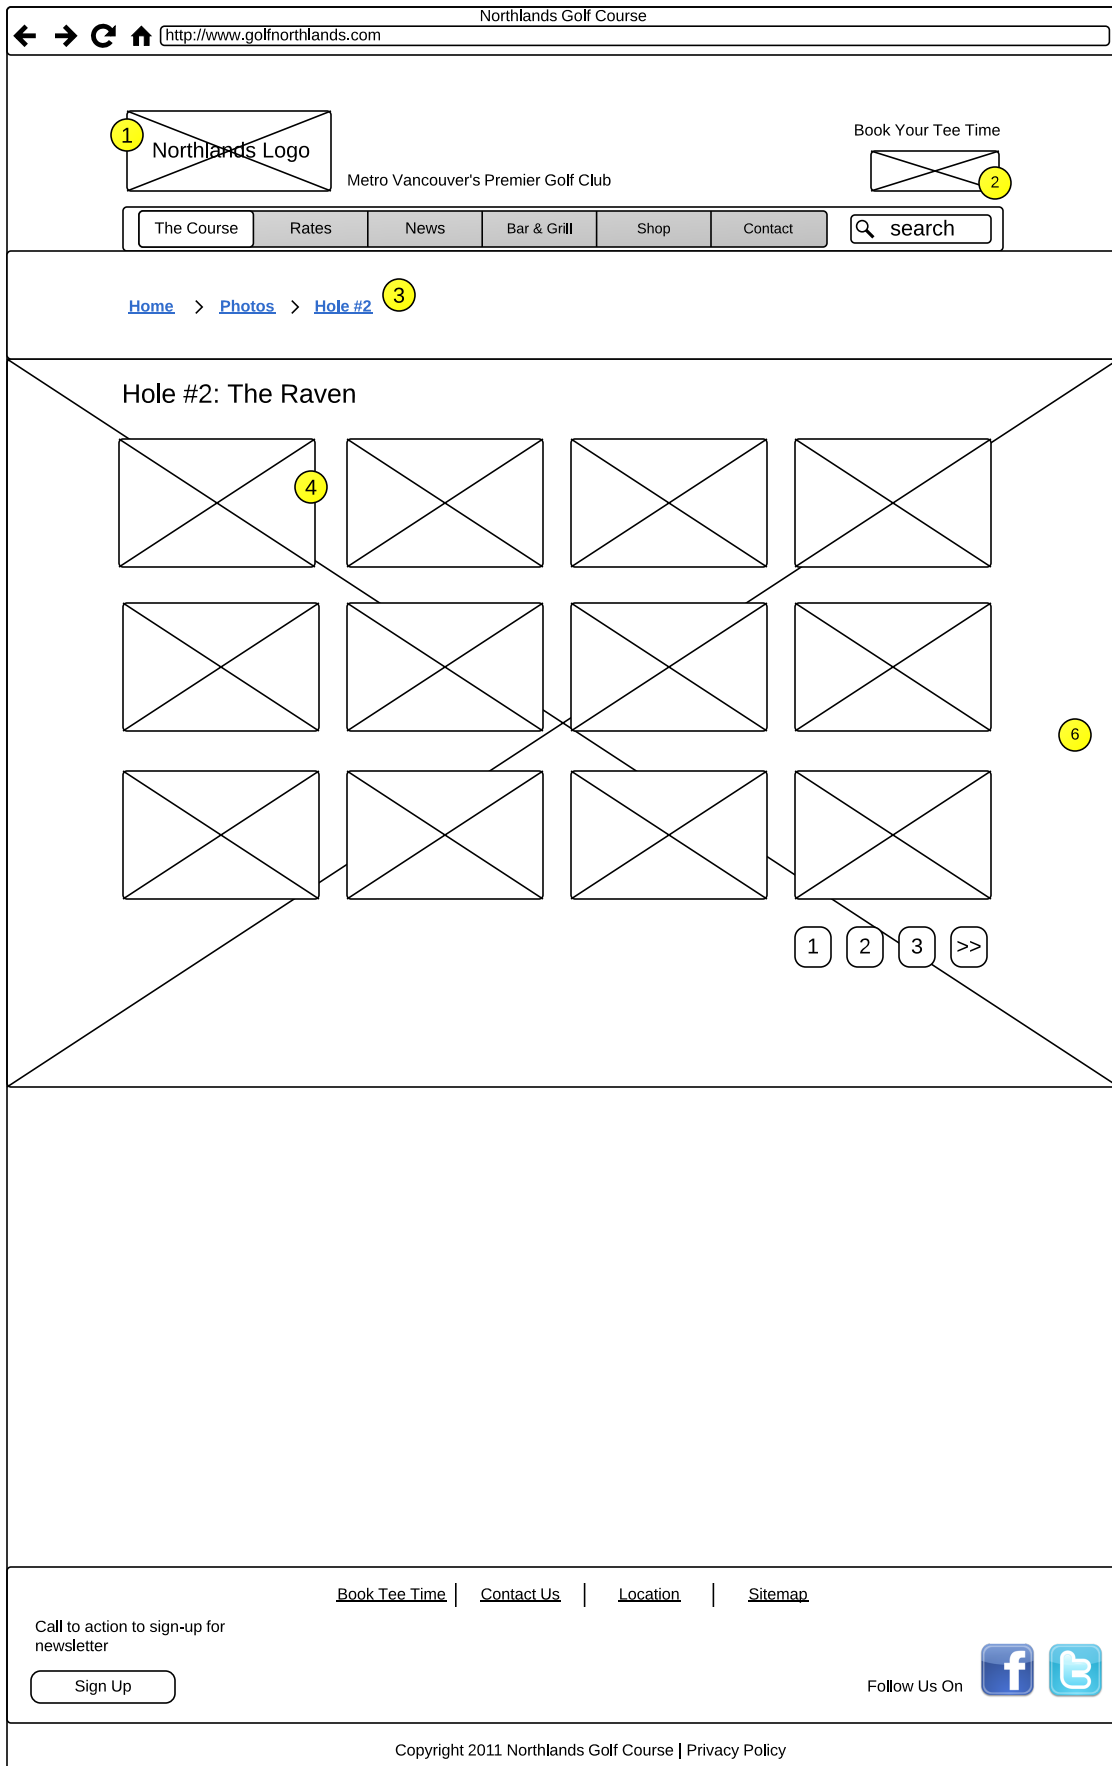 Northlands Golf Course
http://www.golfnorthlands.com
1
Northlands Logo
Metro Vancouver's Premier Golf Club
Book Your Tee Time
2
The Course Rates News Bar & Grill Shop Contact search
Home > Photos > Hole #2 3
Hole #2: The Raven
4
6
1 2 3 >>
Book Tee Time | Contact Us | Location | Sitemap
Call to action to sign-up for
newsletter
Sign Up
Follow Us On
Copyright 2011 Northlands Golf Course | Privacy Policy